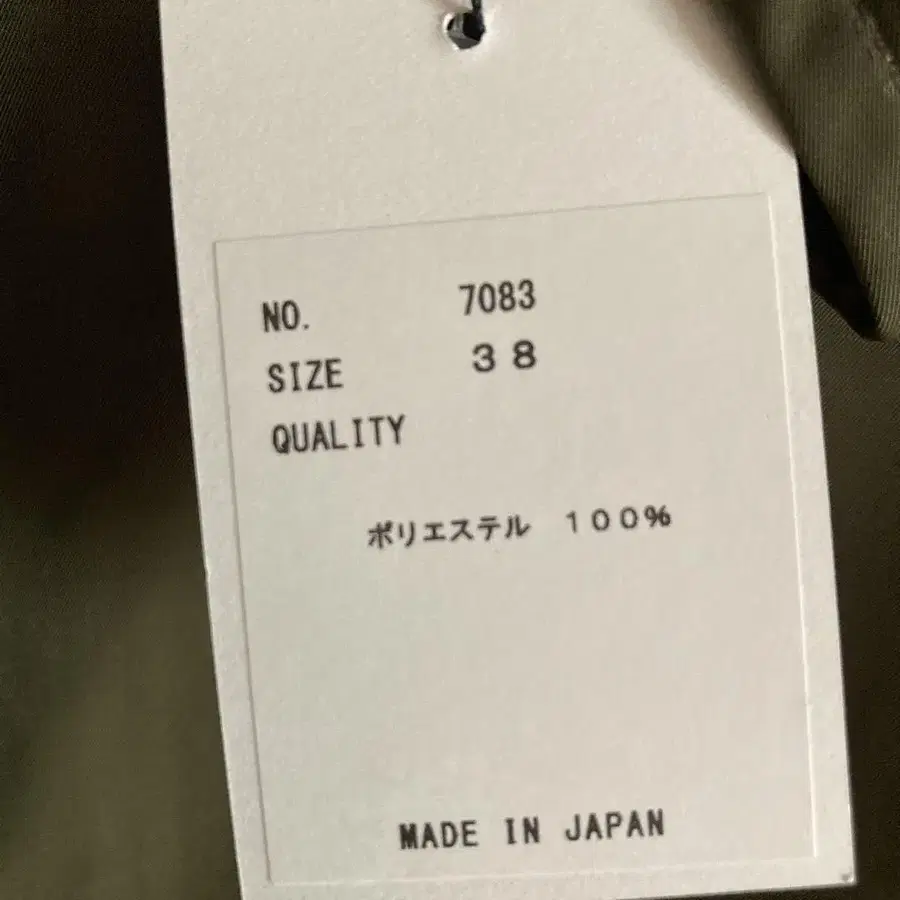 NO. 7083
SIZE ３８
QUALITY
ポリエステル １００％
MADE IN JAPAN